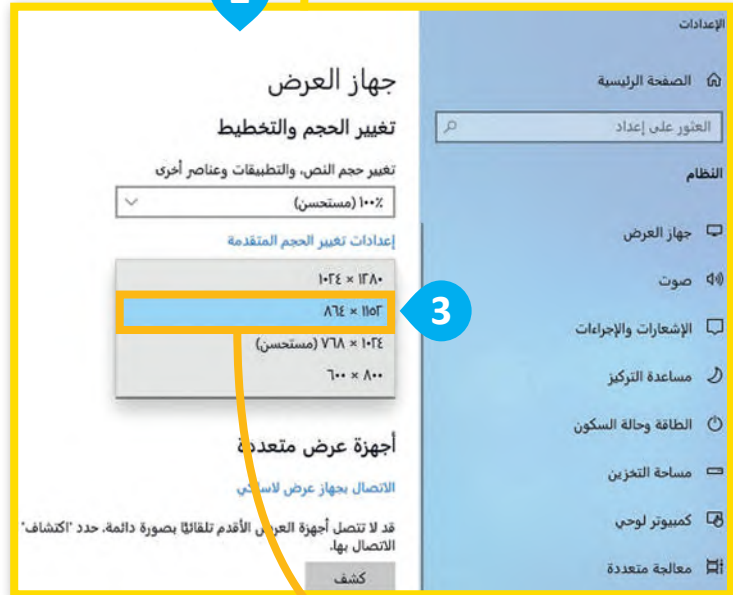 الإعدادات
الصفحة الرئيسية
العثور على إعداد
النظام
جهاز العرض
صوت
الإشعارات والإجراءات
مساعدة التركيز
الطاقة وحالة السكون
مساحة التخزين
كمبيوتر لوحي
معالجة متعددة
جهاز العرض
تغيير الحجم والتخطيط
تغيير حجم النص، والتطبيقات وعناصر أخرى
١٠٠٪ (مستحسن)
إعدادات تغيير الحجم المتقدمة
١٢٨٠ × ١٠٢٤
١١٥٢ × ٨٦٤
3
١٠٢٤ × ٧٦٨ (مستحسن)
٨٠٠ × ٦٠٠
أجهزة عرض متعددة
الاتصال بجهاز عرض لاسلكي
قد لا تتصل أجهزة العرض الأقدم تلقائيًا بصورة دائمة. حدد "اكتشاف"
الاتصال بها.
كشف